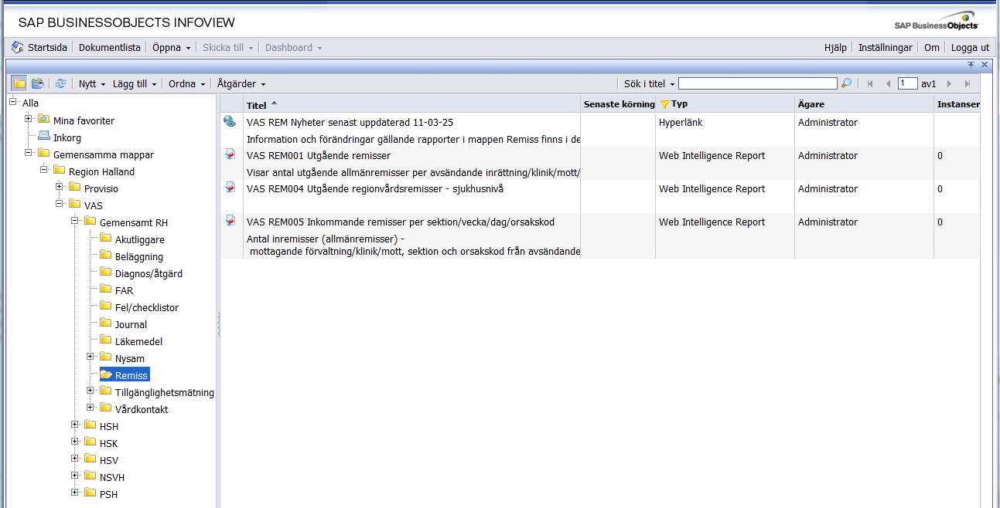 SAP BUSINESSOBJECTS INFOVIEW
SAP BusinessObjects
Startsida Dokumentlista Öppna Skicka till Dashboard Hjälp Inställningar Om Logga ut
Nytt Lägg till Ordna Åtgärder Sök i titel 1 av1
Alla
Mina favoriter
Inkorg
Gemensamma mappar
Region Halland
Provisio
VAS
Gemensamt RH
Akutliggare
Beläggning
Diagnos/åtgärd
FAR
Fel/checklistor
Journal
Läkemedel
Nysam
Remiss
Tillgänglighetsmätning
Vårdkontakt
HSH
HSK
HSV
NSVH
PSH
Titel Senaste körning Typ Ägare Instanser
VAS REM Nyheter senast uppdaterad 11-03-25 Hyperlänk Administrator
Information och förändringar gällande rapporter i mappen Remiss finns i de
VAS REM001 Utgående remisser Web Intelligence Report Administrator 0
Visar antal utgående allmänremisser per avsändande inrättning/klinik/mott/
VAS REM004 Utgående regionvårdsremisser - sjukhusnivå Web Intelligence Report Administrator 0
VAS REM005 Inkommande remisser per sektion/vecka/dag/orsakskod Web Intelligence Report Administrator 0
Antal inremisser (allmänremisser) -
mottagande förvaltning/klinik/mott, sektion och orsakskod från avsändande